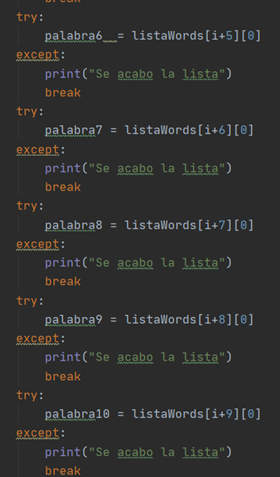 break
try:
    palabra6__= listaWords[i+5][0]
except:
    print("Se acabo la lista")
    break
try:
    palabra7 = listaWords[i+6][0]
except:
    print("Se acabo la lista")
    break
try:
    palabra8 = listaWords[i+7][0]
except:
    print("Se acabo la lista")
    break
try:
    palabra9 = listaWords[i+8][0]
except:
    print("Se acabo la lista")
    break
try:
    palabra10 = listaWords[i+9][0]
except:
    print("Se acabo la lista")
    break